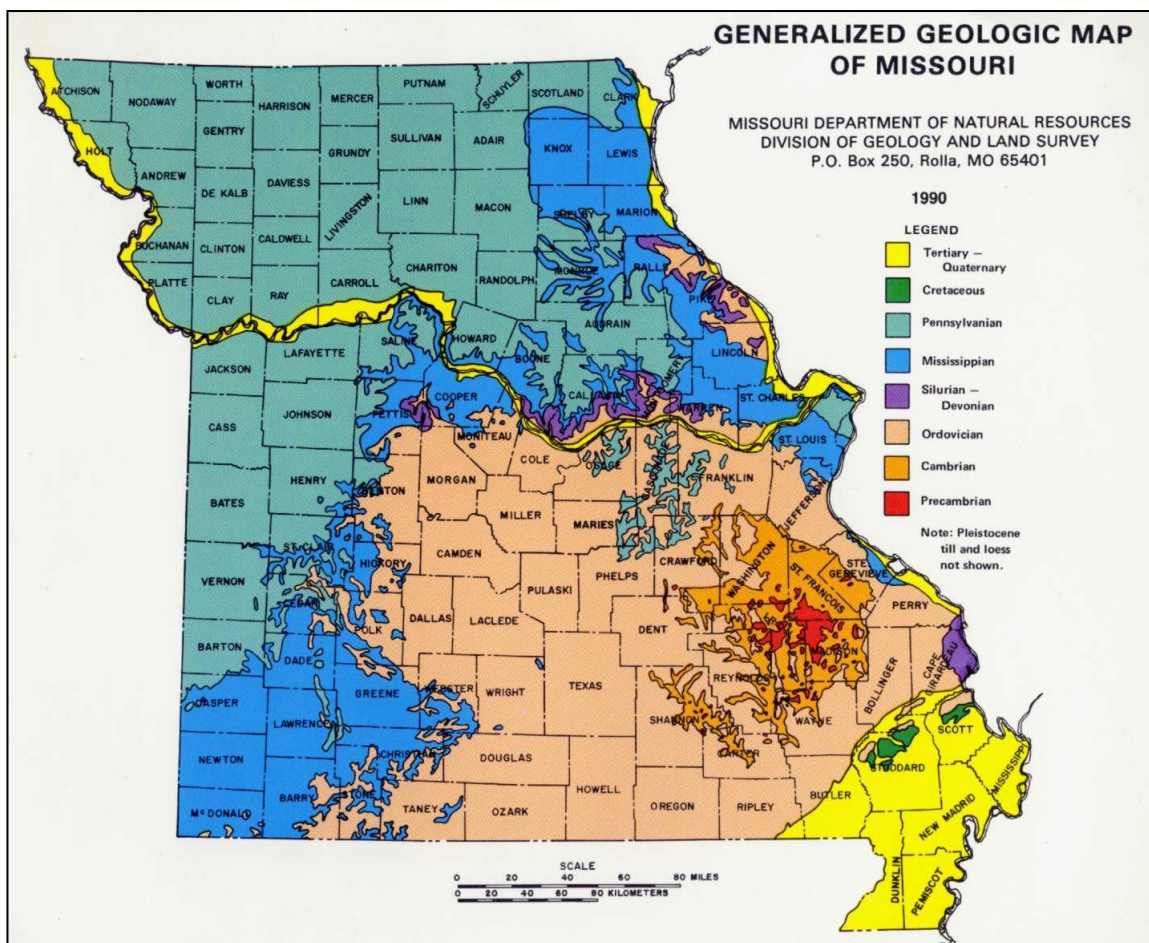 GENERALIZED GEOLOGIC MAP
OF MISSOURI
MISSOURI DEPARTMENT OF NATURAL RESOURCES
DIVISION OF GEOLOGY AND LAND SURVEY
P.O. Box 250, Rolla, MO 65401
1990
LEGEND
Tertiary –
Quaternary
Cretaceous
Pennsylvanian
Mississippian
Silurian –
Devonian
Ordovician
Cambrian
Precambrian
Note: Pleistocene
till and loess
not shown.
ATCHISON
NODAWAY
WORTH
HARRISON
MERCER
PUTNAM
SCHUYLER
SCOTLAND
CLARK
HOLT
GENTRY
SULLIVAN
ADAIR
KNOX
LEWIS
ANDREW
DE KALB
DAVIESS
GRUNDY
LIVINGSTON
LINN
MACON
SHELBY
MARION
BUCHANAN
CLINTON
CALDWELL
CHARITON
RANDOLPH
MONROE
RALLS
PIKE
PLATTE
CLAY
RAY
CARROLL
SALINE
HOWARD
BOONE
AUDRAIN
LINCOLN
JACKSON
LAFAYETTE
COOPER
CALLAWAY
MONTGOMERY
WARREN
ST. CHARLES
CASS
JOHNSON
PETTIS
MONITEAU
COLE
OSAGE
GASCONADE
FRANKLIN
ST. LOUIS
BATES
HENRY
BENTON
MORGAN
MILLER
MARIES
JEFFERSON
VERNON
ST. CLAIR
HICKORY
CAMDEN
PULASKI
PHELPS
CRAWFORD
WASHINGTON
ST. FRANCOIS
STE.
GENEVIEVE
PERRY
CEDAR
POLK
DALLAS
LACLEDE
DENT
MADISON
BOLLINGER
CAPE
GIRARDEAU
BARTON
DADE
GREENE
WEBSTER
WRIGHT
TEXAS
REYNOLDS
SHANNON
WAYNE
JASPER
LAWRENCE
CHRISTIAN
DOUGLAS
CARTER
STODDARD
SCOTT
MISSISSIPPI
NEWTON
McDONALD
BARRY
STONE
TANEY
OZARK
HOWELL
OREGON
RIPLEY
BUTLER
NEW MADRID
DUNKLIN
PEMISCOT
SCALE
0 20 40 60 80 MILES
0 20 40 60 80 KILOMETERS